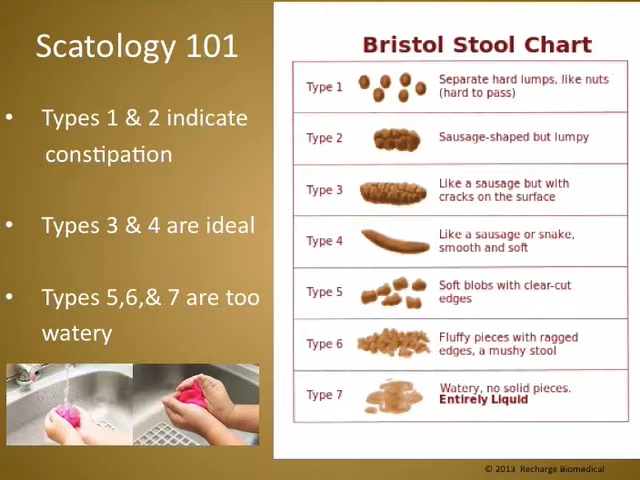 Scatology 101
• Types 1 & 2 indicate
constipation
• Types 3 & 4 are ideal
• Types 5,6,& 7 are too
watery
Bristol Stool Chart
Type 1
Separate hard lumps, like nuts
(hard to pass)
Type 2
Sausage-shaped but lumpy
Type 3
Like a sausage but with
cracks on the surface
Type 4
Like a sausage or snake,
smooth and soft
Type 5
Soft blobs with clear-cut
edges
Type 6
Fluffy pieces with ragged
edges, a mushy stool
Type 7
Watery, no solid pieces.
Entirely Liquid
© 2013 Recharge Biomedical